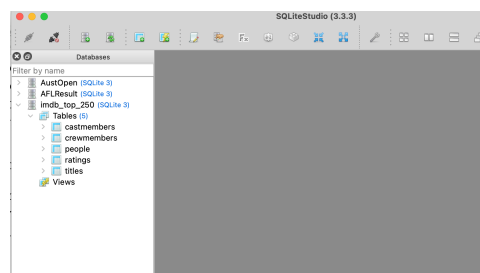 SQLiteStudio (3.3.3)
Databases
Filter by name
AustOpen (SQLite 3)
AFLResult (SQLite 3)
imdb_top_250 (SQLite 3)
Tables (5)
castmembers
crewmembers
people
ratings
titles
Views